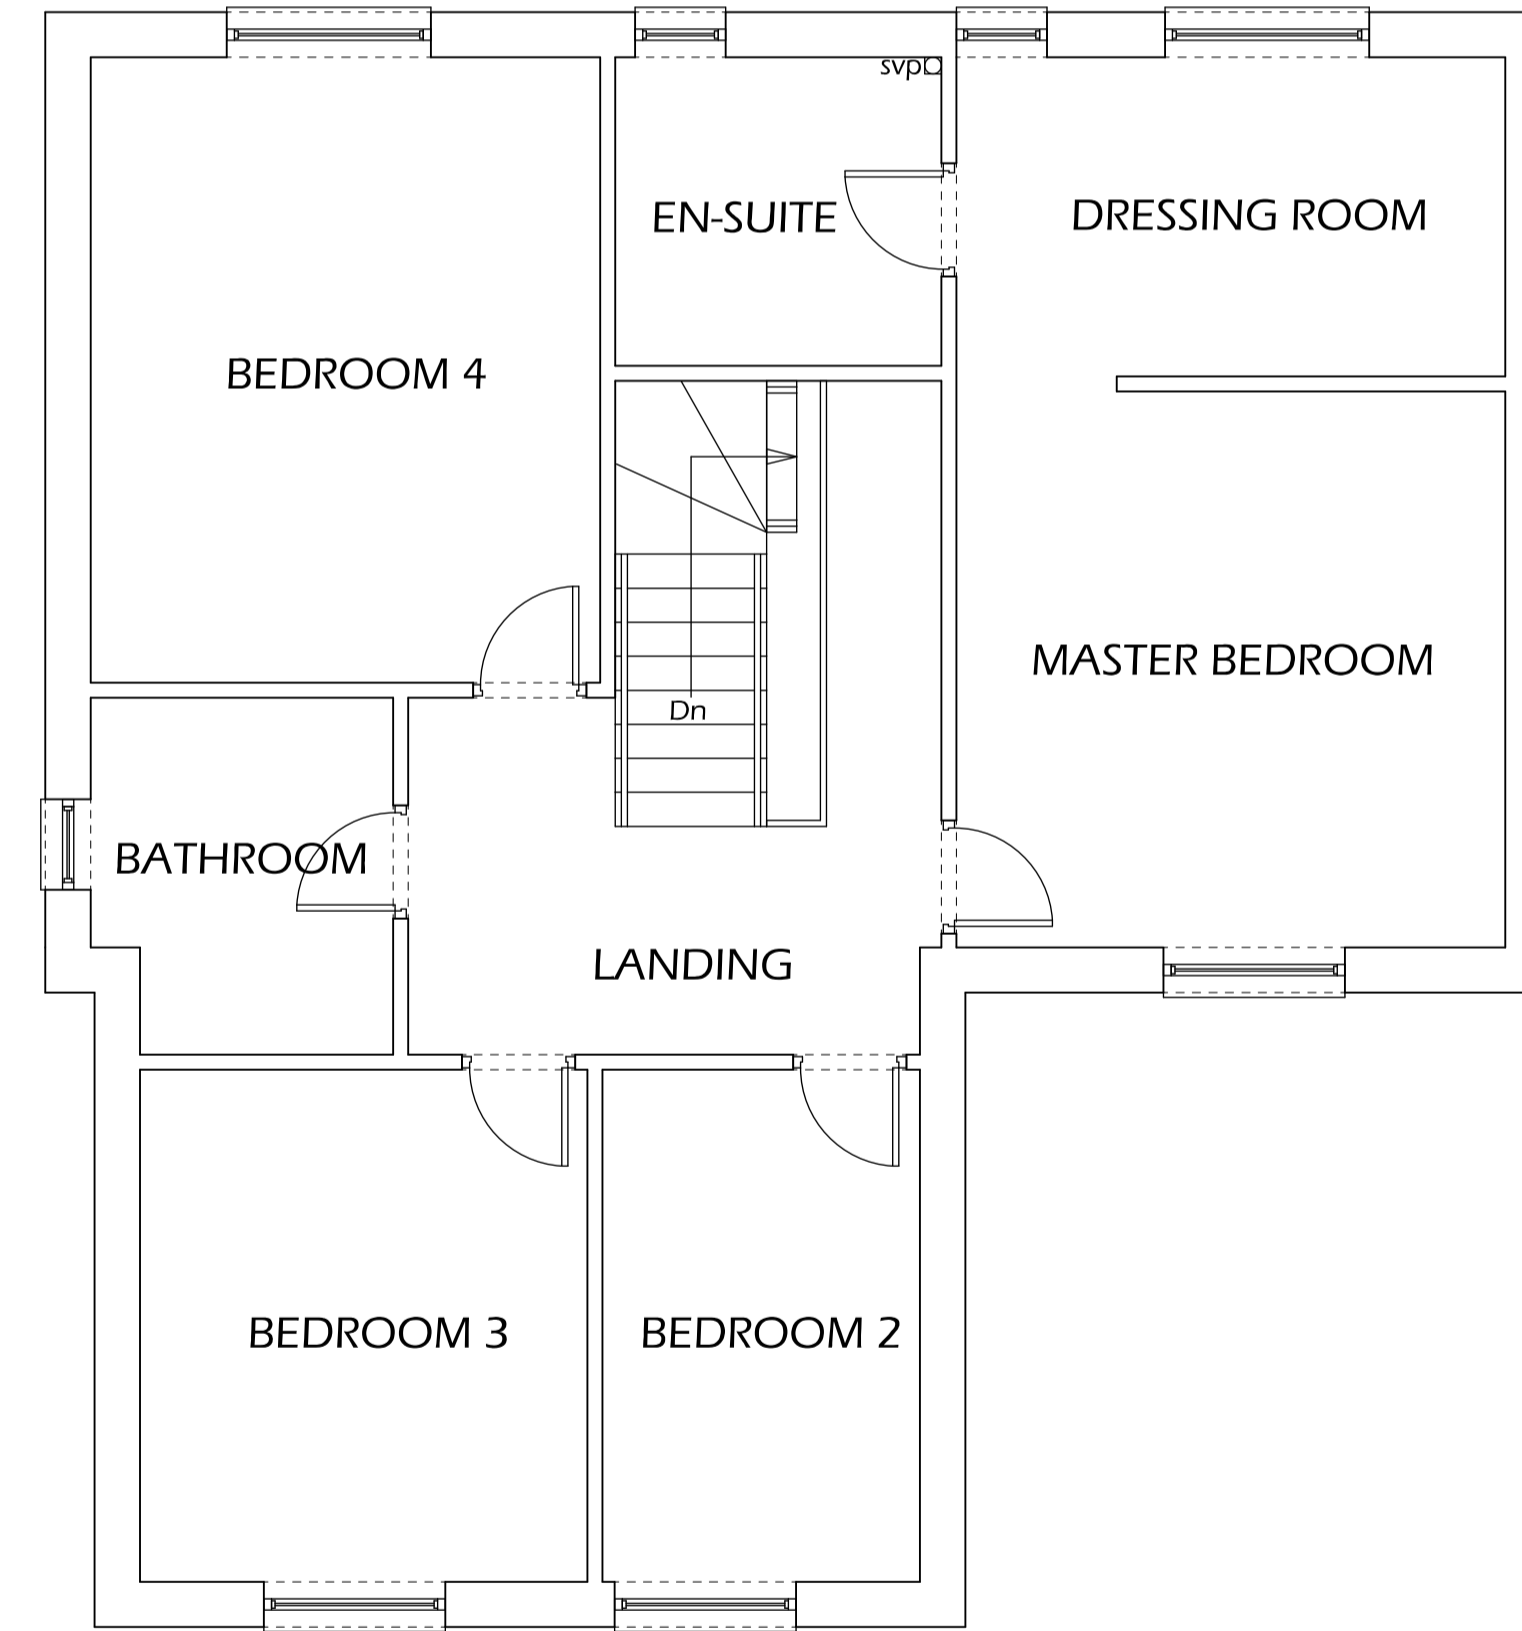 svp
EN-SUITE
DRESSING ROOM
BEDROOM 4
MASTER BEDROOM
Dn
BATHROOM
LANDING
BEDROOM 3
BEDROOM 2